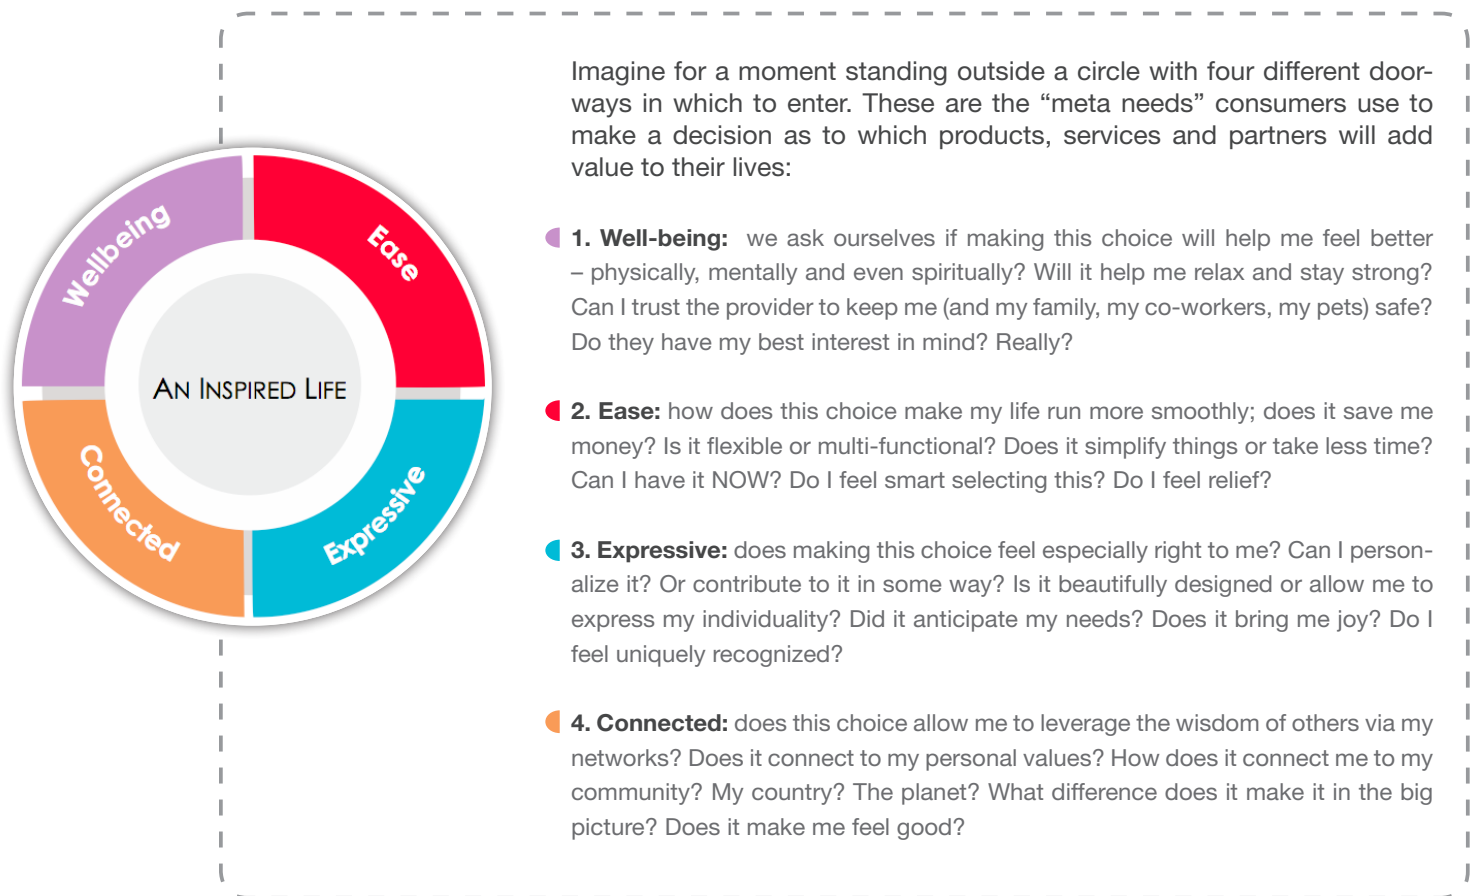 Imagine for a moment standing outside a circle with four different door-
ways in which to enter. These are the “meta needs” consumers use to
make a decision as to which products, services and partners will add
value to their lives:
Wellbeing
Ease
AN INSPIRED LIFE
Connected
Expressive
1. Well-being: we ask ourselves if making this choice will help me feel better
– physically, mentally and even spiritually? Will it help me relax and stay strong?
Can I trust the provider to keep me (and my family, my co-workers, my pets) safe?
Do they have my best interest in mind? Really?
2. Ease: how does this choice make my life run more smoothly; does it save me
money? Is it flexible or multi-functional? Does it simplify things or take less time?
Can I have it NOW? Do I feel smart selecting this? Do I feel relief?
3. Expressive: does making this choice feel especially right to me? Can I person-
alize it? Or contribute to it in some way? Is it beautifully designed or allow me to
express my individuality? Did it anticipate my needs? Does it bring me joy? Do I
feel uniquely recognized?
4. Connected: does this choice allow me to leverage the wisdom of others via my
networks? Does it connect to my personal values? How does it connect me to my
community? My country? The planet? What difference does it make it in the big
picture? Does it make me feel good?